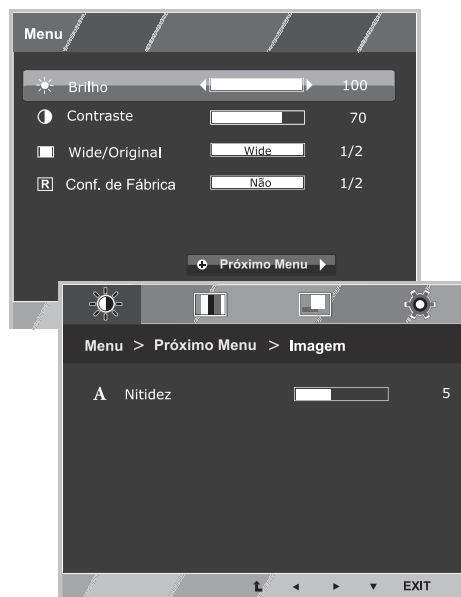 Menu
Brilho 100
Contraste 70
Wide/Original Wide 1/2
R Conf. de Fábrica Não 1/2
Próximo Menu
Menu > Próximo Menu > Imagem
A Nitidez 5
EXIT